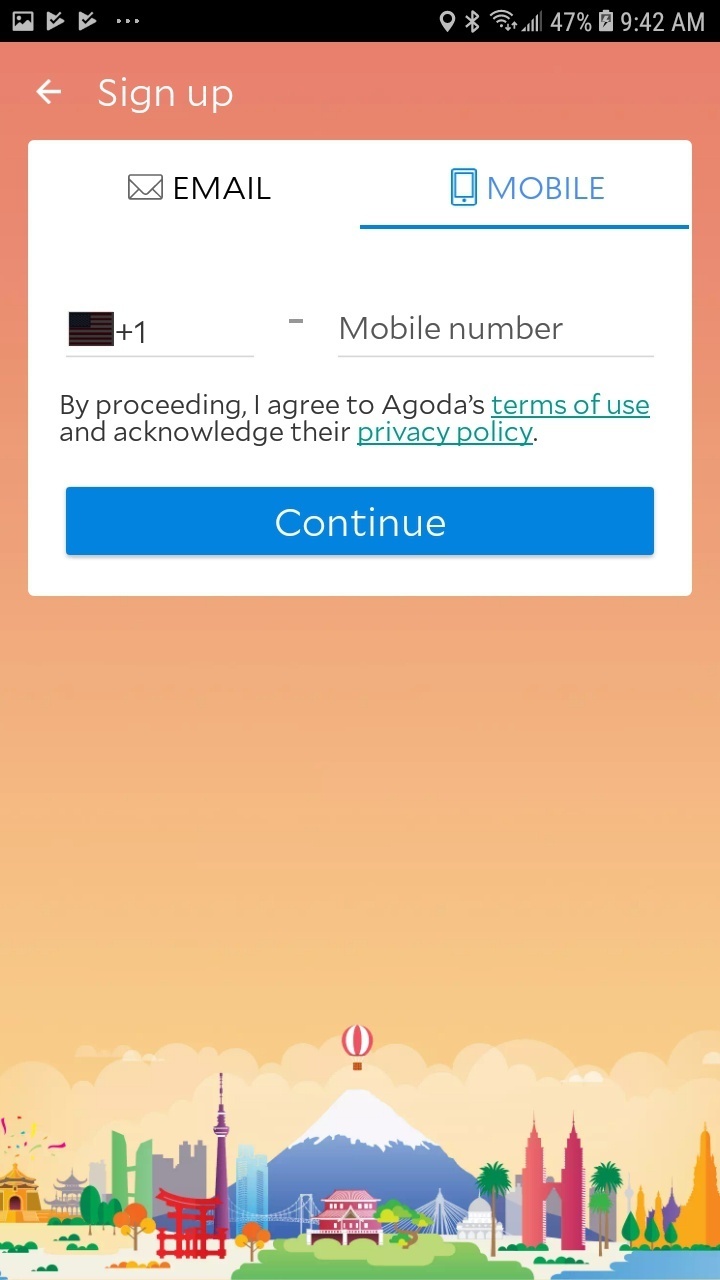 47% 9:42 AM
Sign up
EMAIL MOBILE
+1 - Mobile number
By proceeding, I agree to Agoda’s terms of use
and acknowledge their privacy policy.
Continue